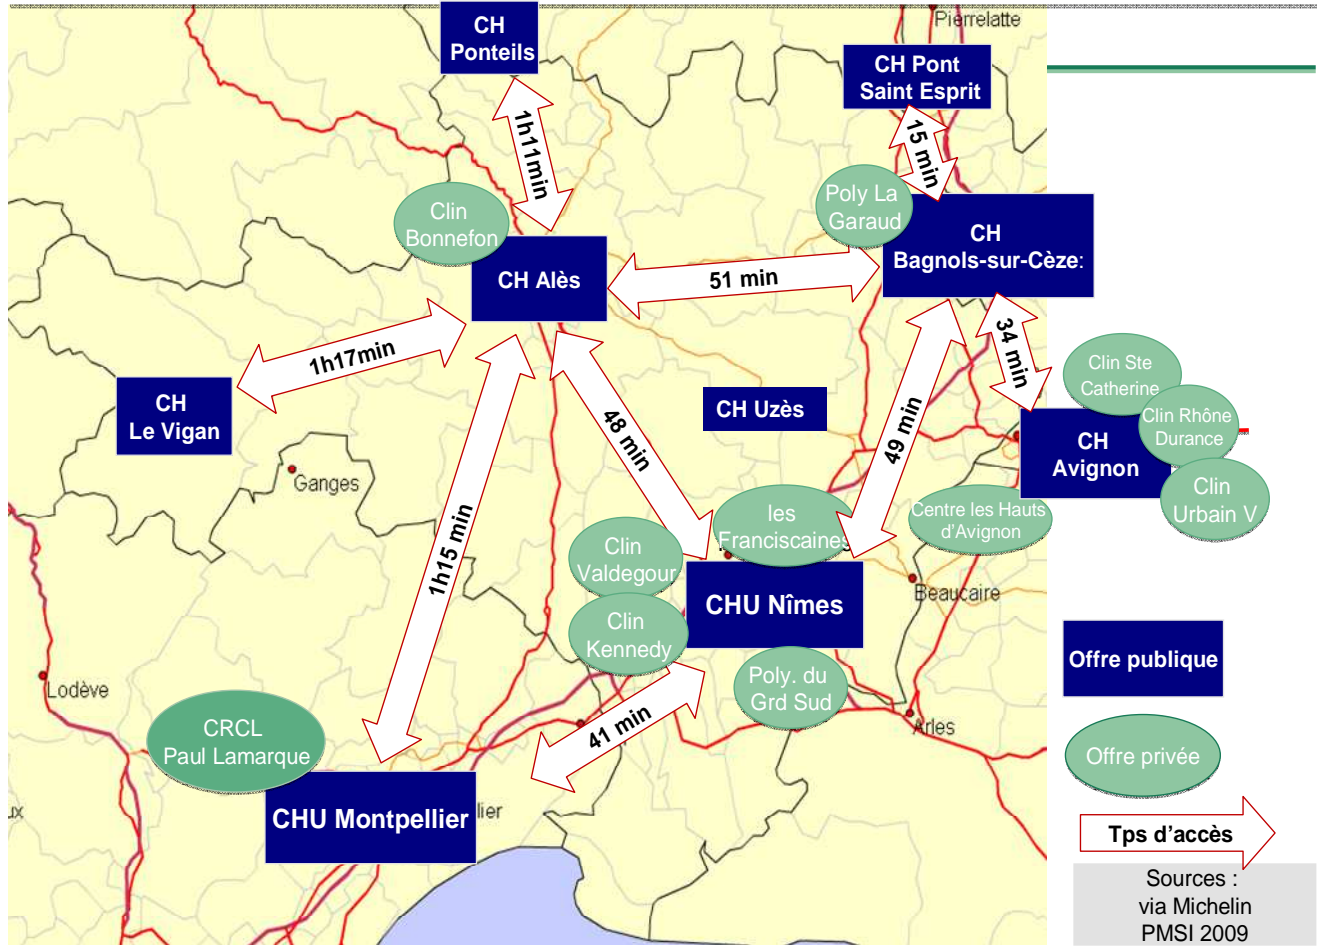 Pierrelatte
CH
Ponteils
CH Pont
Saint Esprit
1h11min
15 min
Clin
Bonnefon
Poly La
Garaud
CH
Bagnols-sur-Cèze:
CH Alès
51 min
34 min
1h17min
Clin Ste
Catherine
CH
Le Vigan
CH Uzès
Clin Rhône
Durance
CH
Avignon
48 min
49 min
Ganges
Clin
Urbain V
les
Franciscaines
Centre les Hauts
d'Avignon
Clin
Valdegour
1h15 min
CHU Nîmes
Beaucaire
Clin
Kennedy
Offre publique
Lodève
Poly. du
Grd Sud
Arles
CRCL
Paul Lamarque
41 min
Offre privée
CHU Montpellier
llier
ux
Tps d'accès
Sources :
via Michelin
PMSI 2009